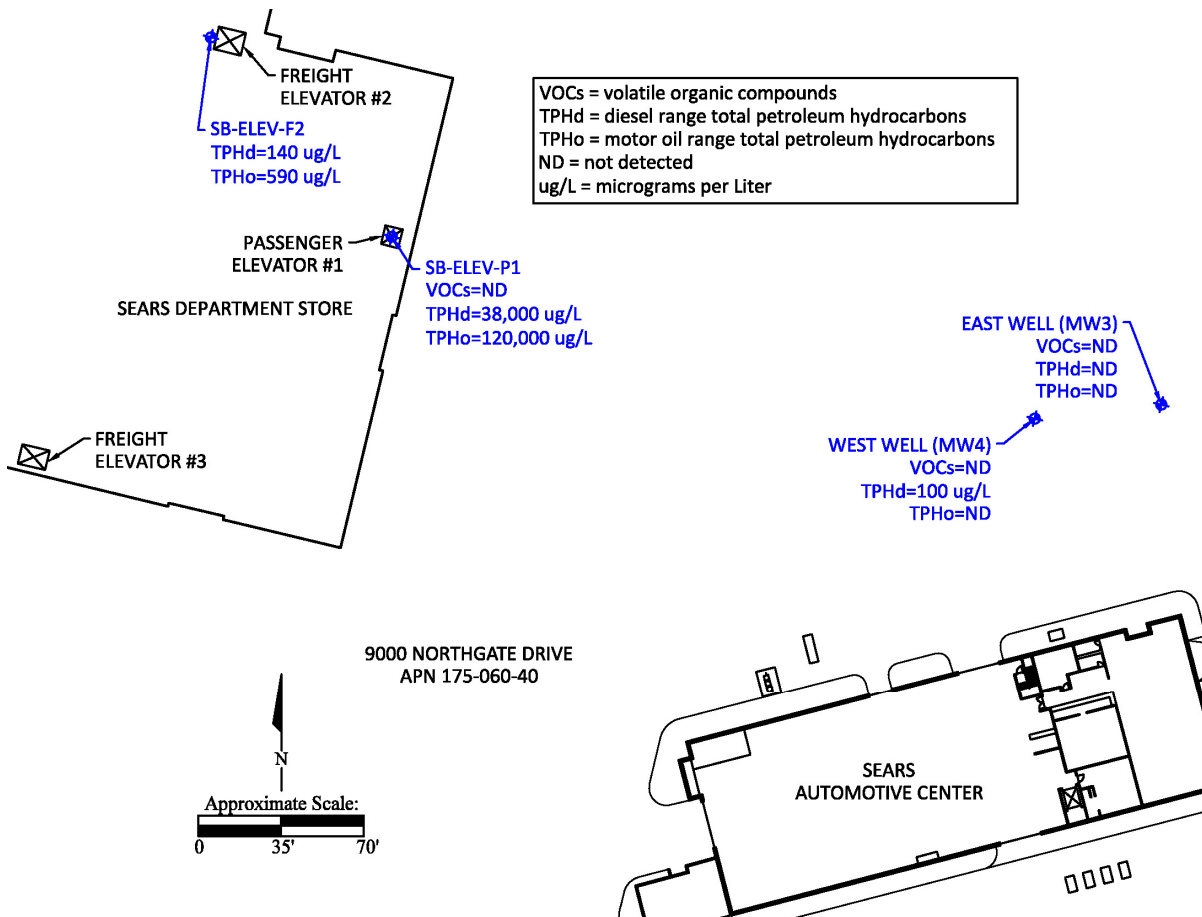 FREIGHT
ELEVATOR #2
SB-ELEV-F2
TPHd=140 ug/L
TPHo=590 ug/L
VOCs = volatile organic compounds
TPHd = diesel range total petroleum hydrocarbons
TPHo = motor oil range total petroleum hydrocarbons
ND = not detected
ug/L = micrograms per Liter
PASSENGER
ELEVATOR #1
SB-ELEV-P1
VOCs=ND
TPHd=38,000 ug/L
TPHo=120,000 ug/L
SEARS DEPARTMENT STORE
EAST WELL (MW3)
VOCs=ND
TPHd=ND
TPHo=ND
FREIGHT
ELEVATOR #3
WEST WELL (MW4)
VOCs=ND
TPHd=100 ug/L
TPHo=ND
9000 NORTHGATE DRIVE
APN 175-060-40
N
Approximate Scale:
0 35' 70'
SEARS
AUTOMOTIVE CENTER